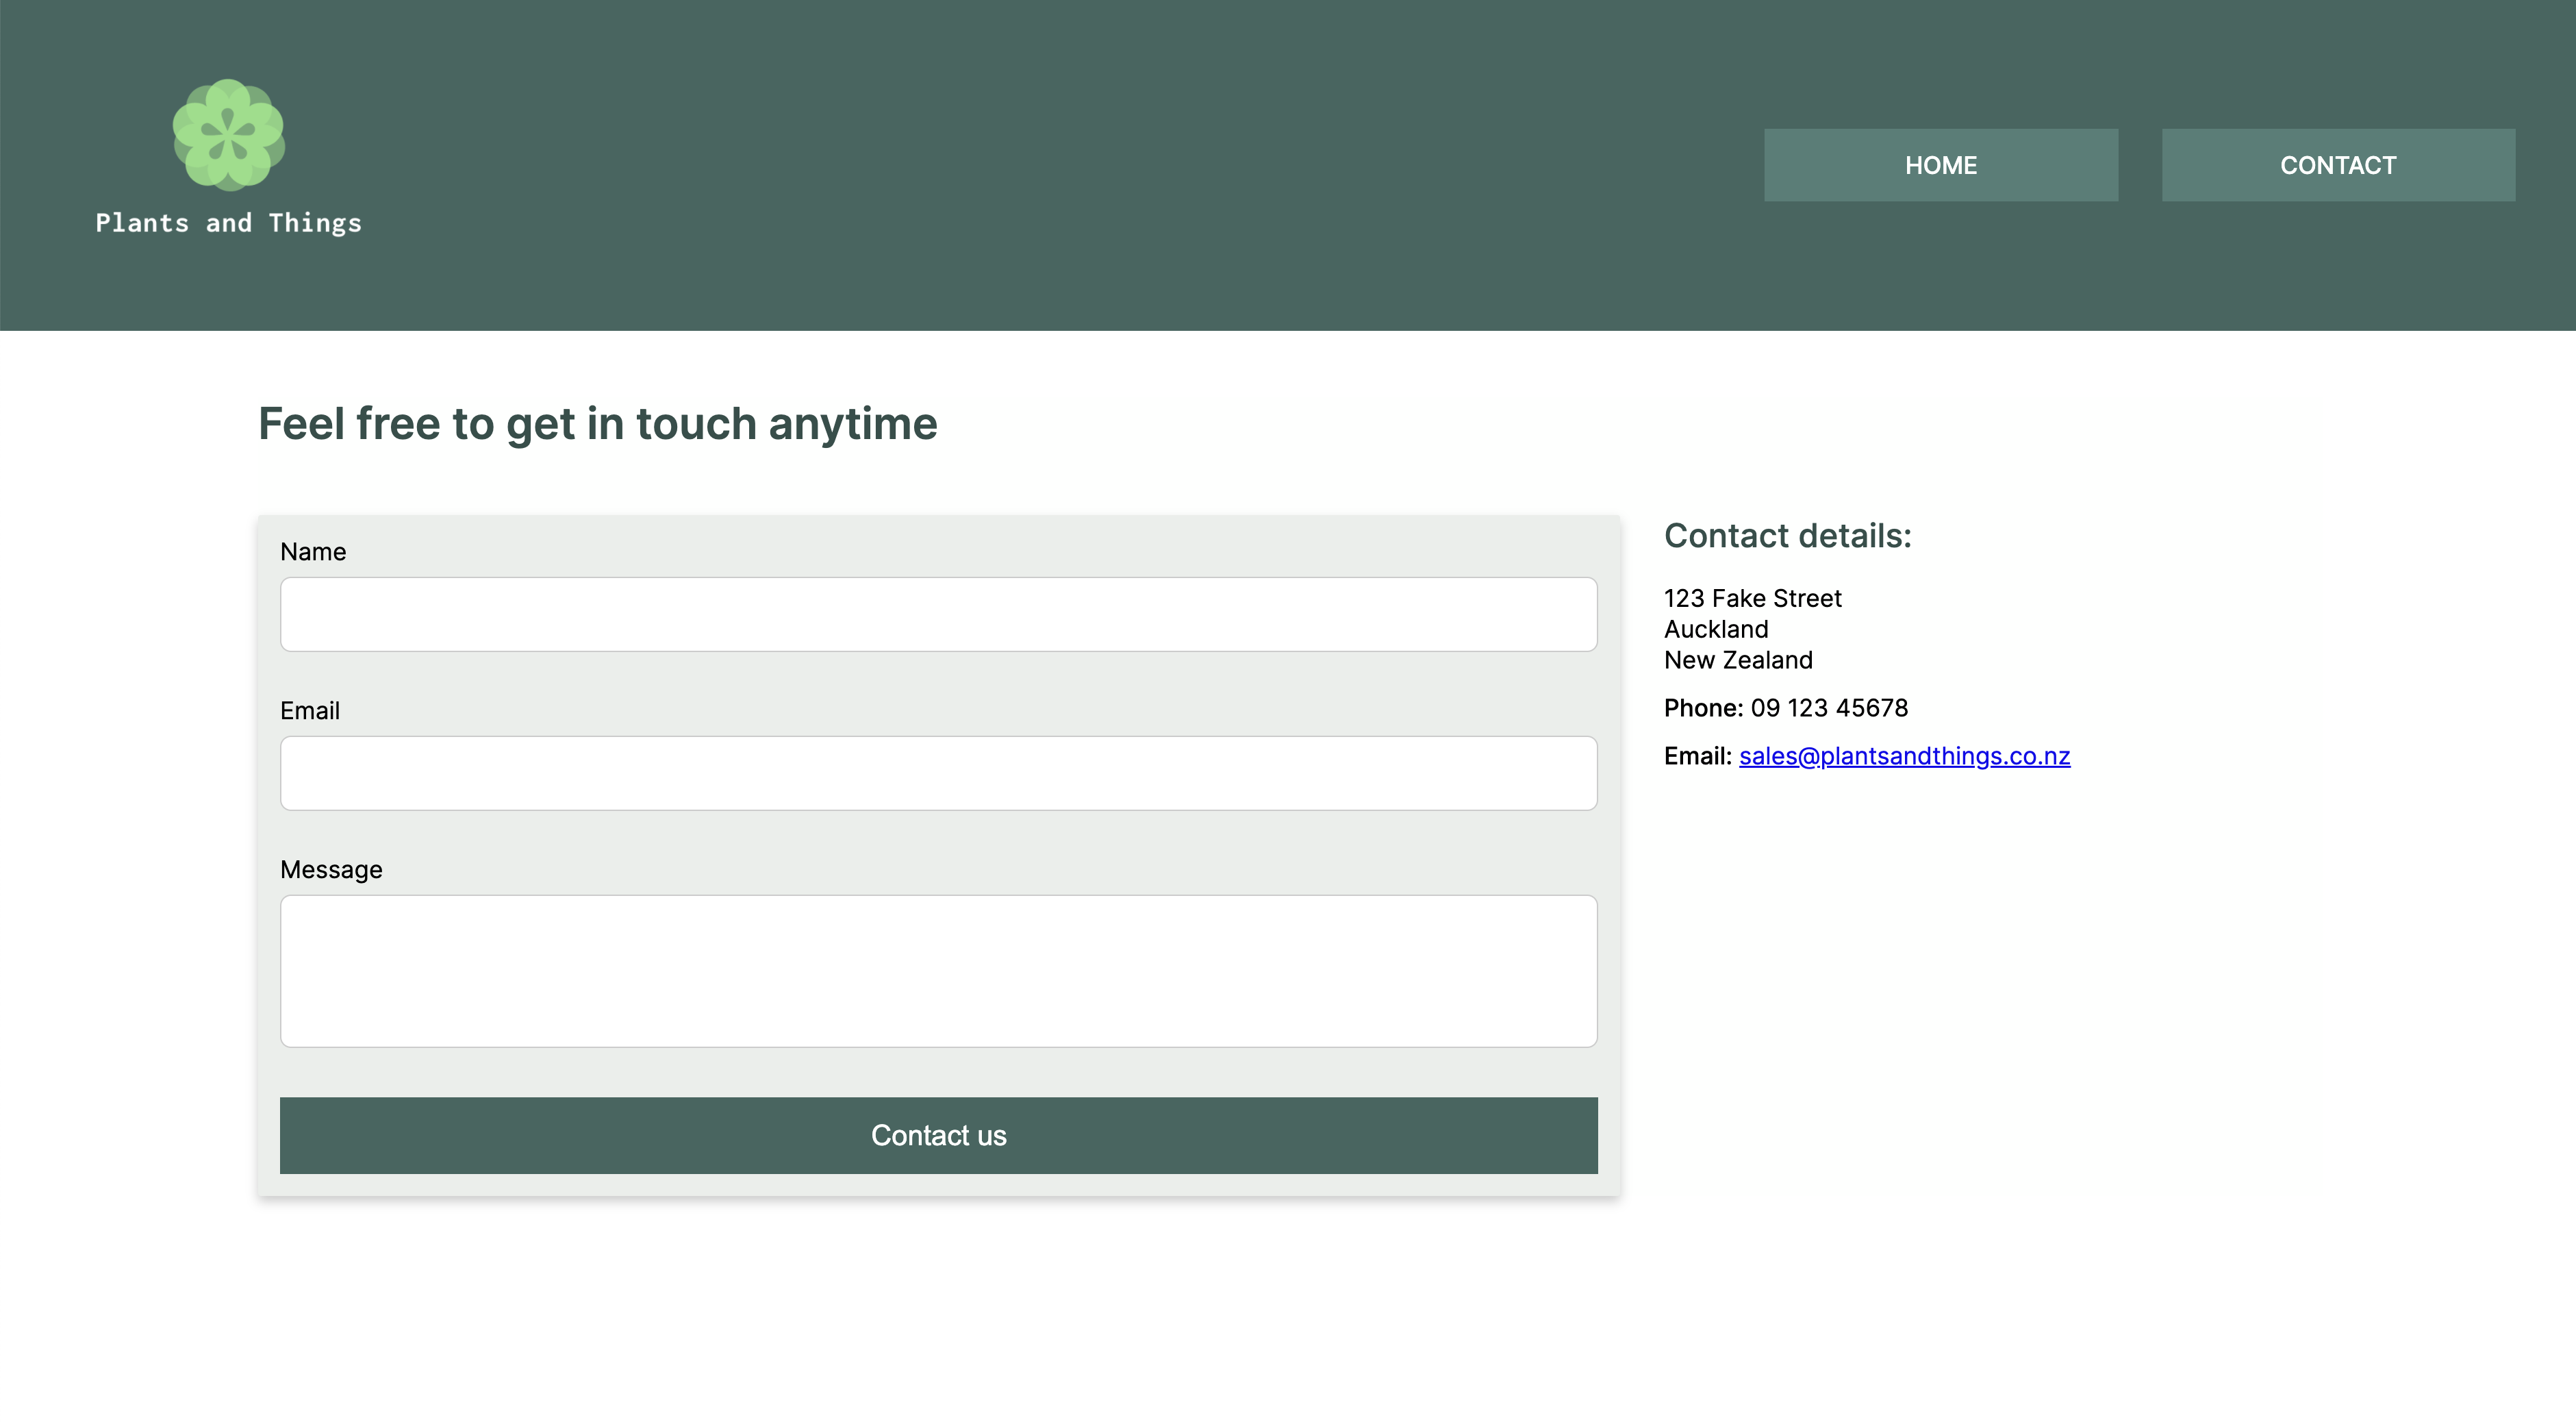 Plants and Things
HOME
CONTACT
Feel free to get in touch anytime
Name
Email
Message
Contact us
Contact details:
123 Fake Street
Auckland
New Zealand
Phone: 09 123 45678
Email: sales@plantsandthings.co.nz